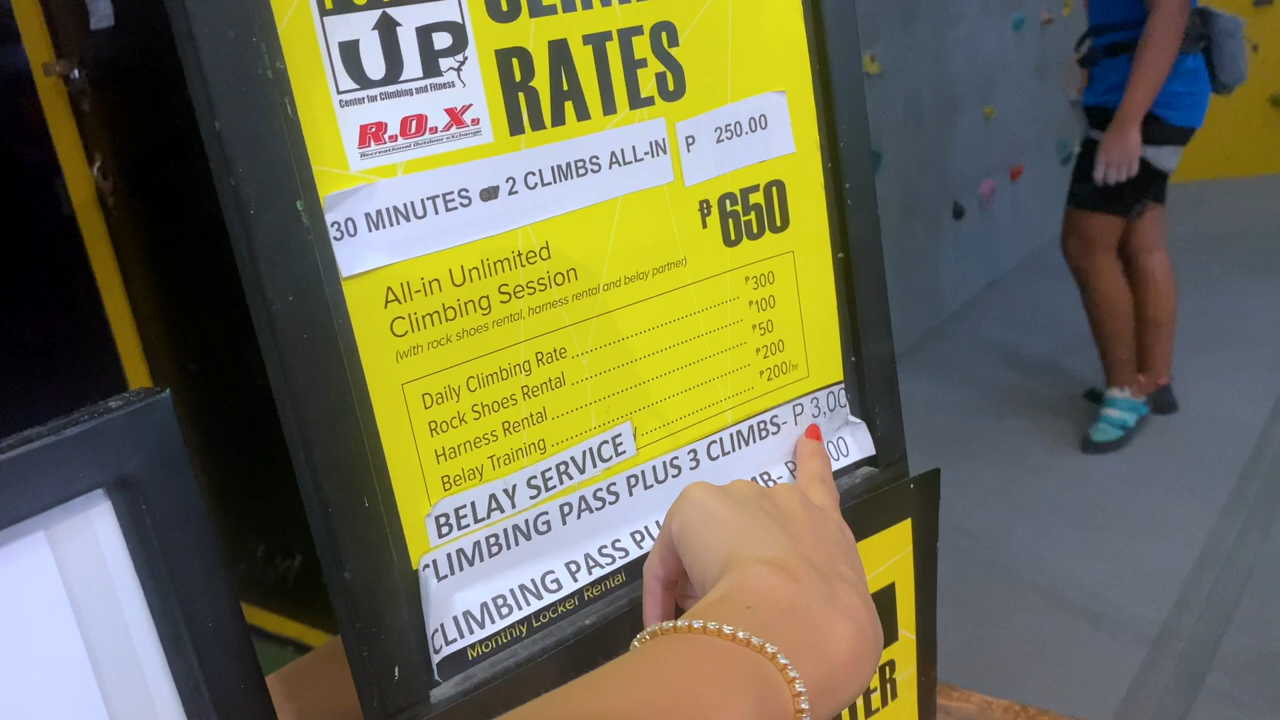 UP
Center for Climbing and Fitness
R.O.X.
Recreational Outdoor eXchange
RATES
30 MINUTES or 2 CLIMBS ALL-IN
P 250.00
₱650
All-in Unlimited
Climbing Session
(with rock shoes rental, harness rental and belay partner)
Daily Climbing Rate ........ ₱300
Rock Shoes Rental ........ ₱100
Harness Rental ........ ₱50
Belay Training ........ ₱200
BELAY SERVICE ........ ₱200/hr
CLIMBING PASS PLUS 3 CLIMBS- P 3,00
CLIMBING PASS
Monthly Locker Rental